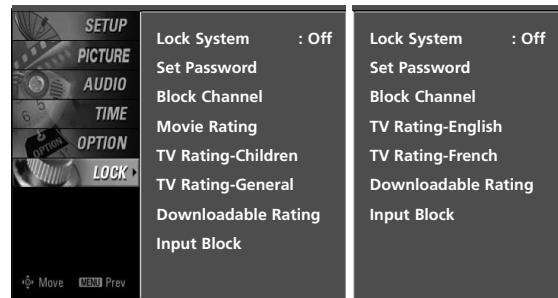 SETUP
PICTURE
AUDIO
TIME
OPTION
LOCK
Move MENU Prev
Lock System : Off
Set Password
Block Channel
Movie Rating
TV Rating-Children
TV Rating-General
Downloadable Rating
Input Block
Lock System : Off
Set Password
Block Channel
TV Rating-English
TV Rating-French
Downloadable Rating
Input Block